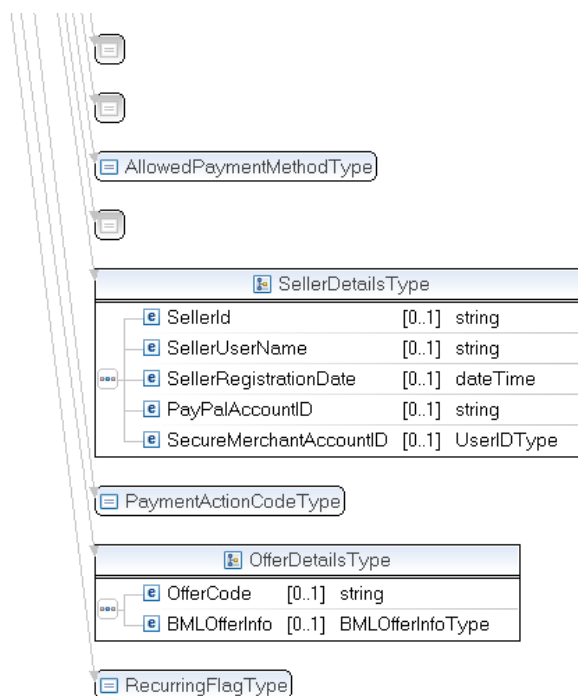 AllowedPaymentMethodType
SellerDetailsType
e SellerId [0..1] string
e SellerUserName [0..1] string
e SellerRegistrationDate [0..1] dateTime
e PayPalAccountID [0..1] string
e SecureMerchantAccountID [0..1] UserIDType
PaymentActionCodeType
OfferDetailsType
e OfferCode [0..1] string
e BMLOfferInfo [0..1] BMLOfferInfoType
RecurringFlagType